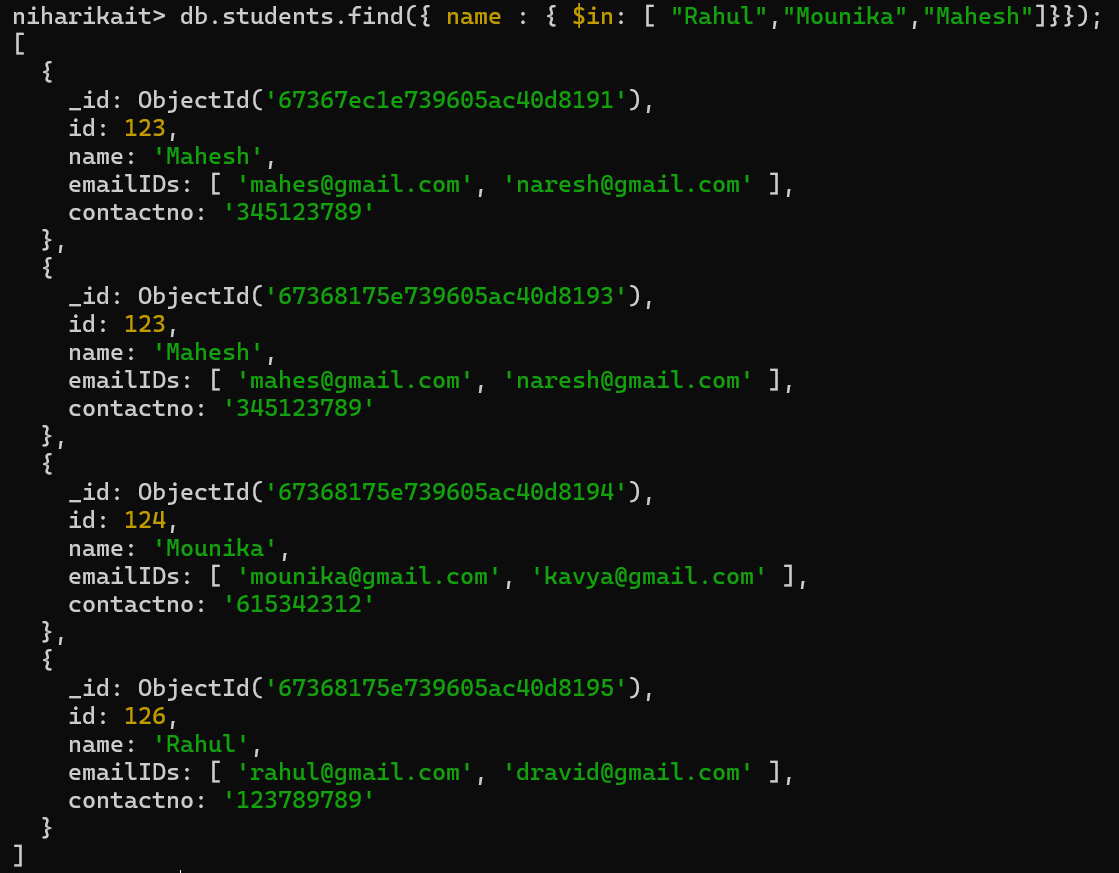 niharikait> db.students.find({ name : { $in: [ "Rahul","Mounika","Mahesh"]}});
[
  {
    _id: ObjectId('67367ec1e739605ac40d8191'),
    id: 123,
    name: 'Mahesh',
    emailIDs: [ 'mahes@gmail.com', 'naresh@gmail.com' ],
    contactno: '345123789'
  },
  {
    _id: ObjectId('67368175e739605ac40d8193'),
    id: 123,
    name: 'Mahesh',
    emailIDs: [ 'mahes@gmail.com', 'naresh@gmail.com' ],
    contactno: '345123789'
  },
  {
    _id: ObjectId('67368175e739605ac40d8194'),
    id: 124,
    name: 'Mounika',
    emailIDs: [ 'mounika@gmail.com', 'kavya@gmail.com' ],
    contactno: '615342312'
  },
  {
    _id: ObjectId('67368175e739605ac40d8195'),
    id: 126,
    name: 'Rahul',
    emailIDs: [ 'rahul@gmail.com', 'dravid@gmail.com' ],
    contactno: '123789789'
  }
]